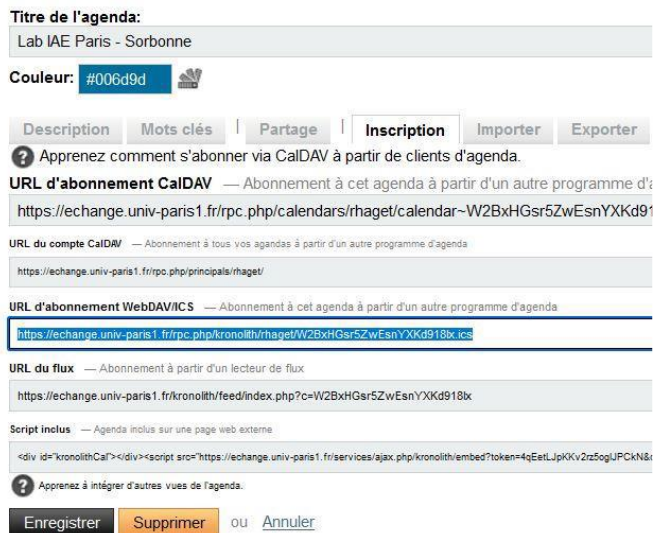 Titre de l'agenda:
Lab IAE Paris - Sorbonne
Couleur: #006d9d
Description Mots clés | Partage | Inscription Importer Exporter
? Apprenez comment s'abonner via CalDAV à partir de clients d'agenda.
URL d'abonnement CalDAV — Abonnement à cet agenda à partir d'un autre programme d'a
https://echange.univ-paris1.fr/rpc.php/calendars/rhaget/calendar~W2BxHGsr5ZwEsnYXKd91
URL du compte CalDAV — Abonnement à tous vos agandas à partir d'un autre programme d'agenda
https://echange.univ-paris1.fr/rpc.php/principals/rhaget/
URL d'abonnement WebDAV/ICS — Abonnement à cet agenda à partir d'un autre programme d'agenda
https://echange.univ-paris1.fr/rpc.php/kronolith/rhaget/W2BxHGsr5ZwEsnYXKd918lx.ics
URL du flux — Abonnement à partir d'un lecteur de flux
https://echange.univ-paris1.fr/kronolith/feed/index.php?c=W2BxHGsr5ZwEsnYXKd918lx
Script inclus — Agenda inclus sur une page web externe
<div id="kronolithCal"></div><script src="https://echange.univ-paris1.fr/services/ajax.php/kronolith/embed?token=4qEetLJpKKv2rz5oglJPCkN&c
? Apprenez à intégrer d'autres vues de l'agenda.
Enregistrer Supprimer ou Annuler